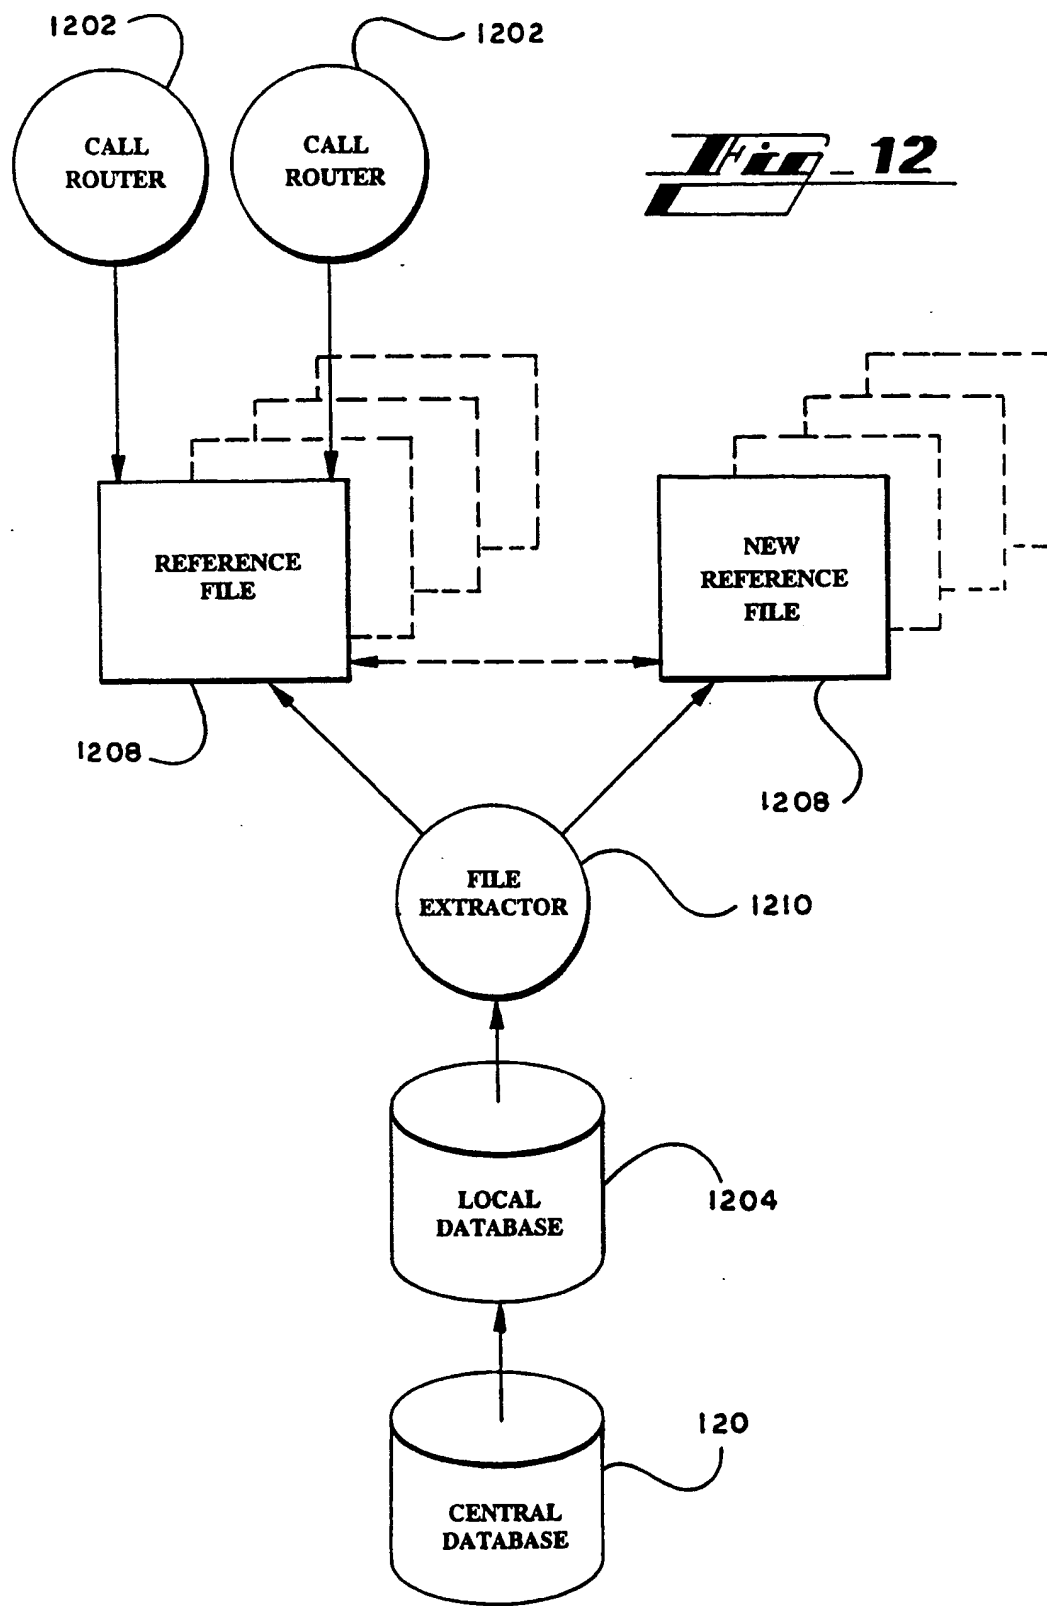 1202
1202
CALL
ROUTER
CALL
ROUTER
Fig_12
REFERENCE
FILE
NEW
REFERENCE
FILE
1208
1208
FILE
EXTRACTOR
1210
LOCAL
DATABASE
1204
120
CENTRAL
DATABASE